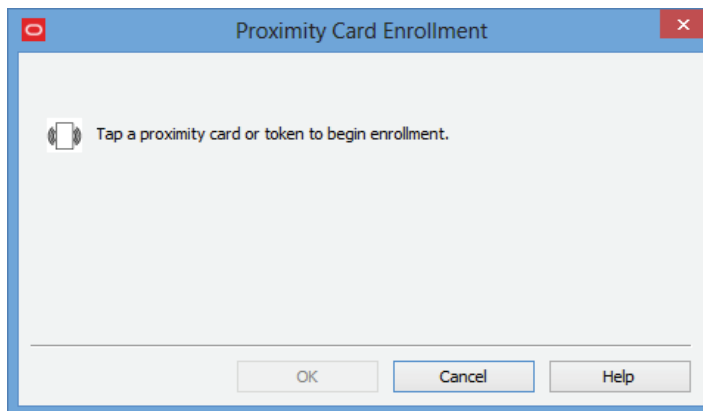 Proximity Card Enrollment
Tap a proximity card or token to begin enrollment.
OK
Cancel
Help